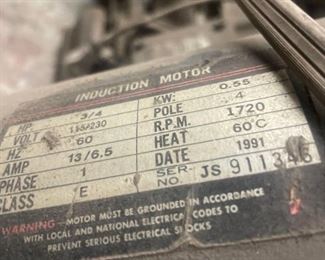 INDUCTION MOTOR
HP 3/4 KW: 0.55
VOLT 115/230 POLE 4
HZ 60 R.P.M. 1720
AMP 13/6.5 HEAT 60°C
PHASE 1 DATE 1991
CLASS E SER. NO. JS 911346
WARNING - MOTOR MUST BE GROUNDED IN ACCORDANCE
WITH LOCAL AND NATIONAL ELECTRICAL CODES TO
PREVENT SERIOUS ELECTRICAL SHOCKS